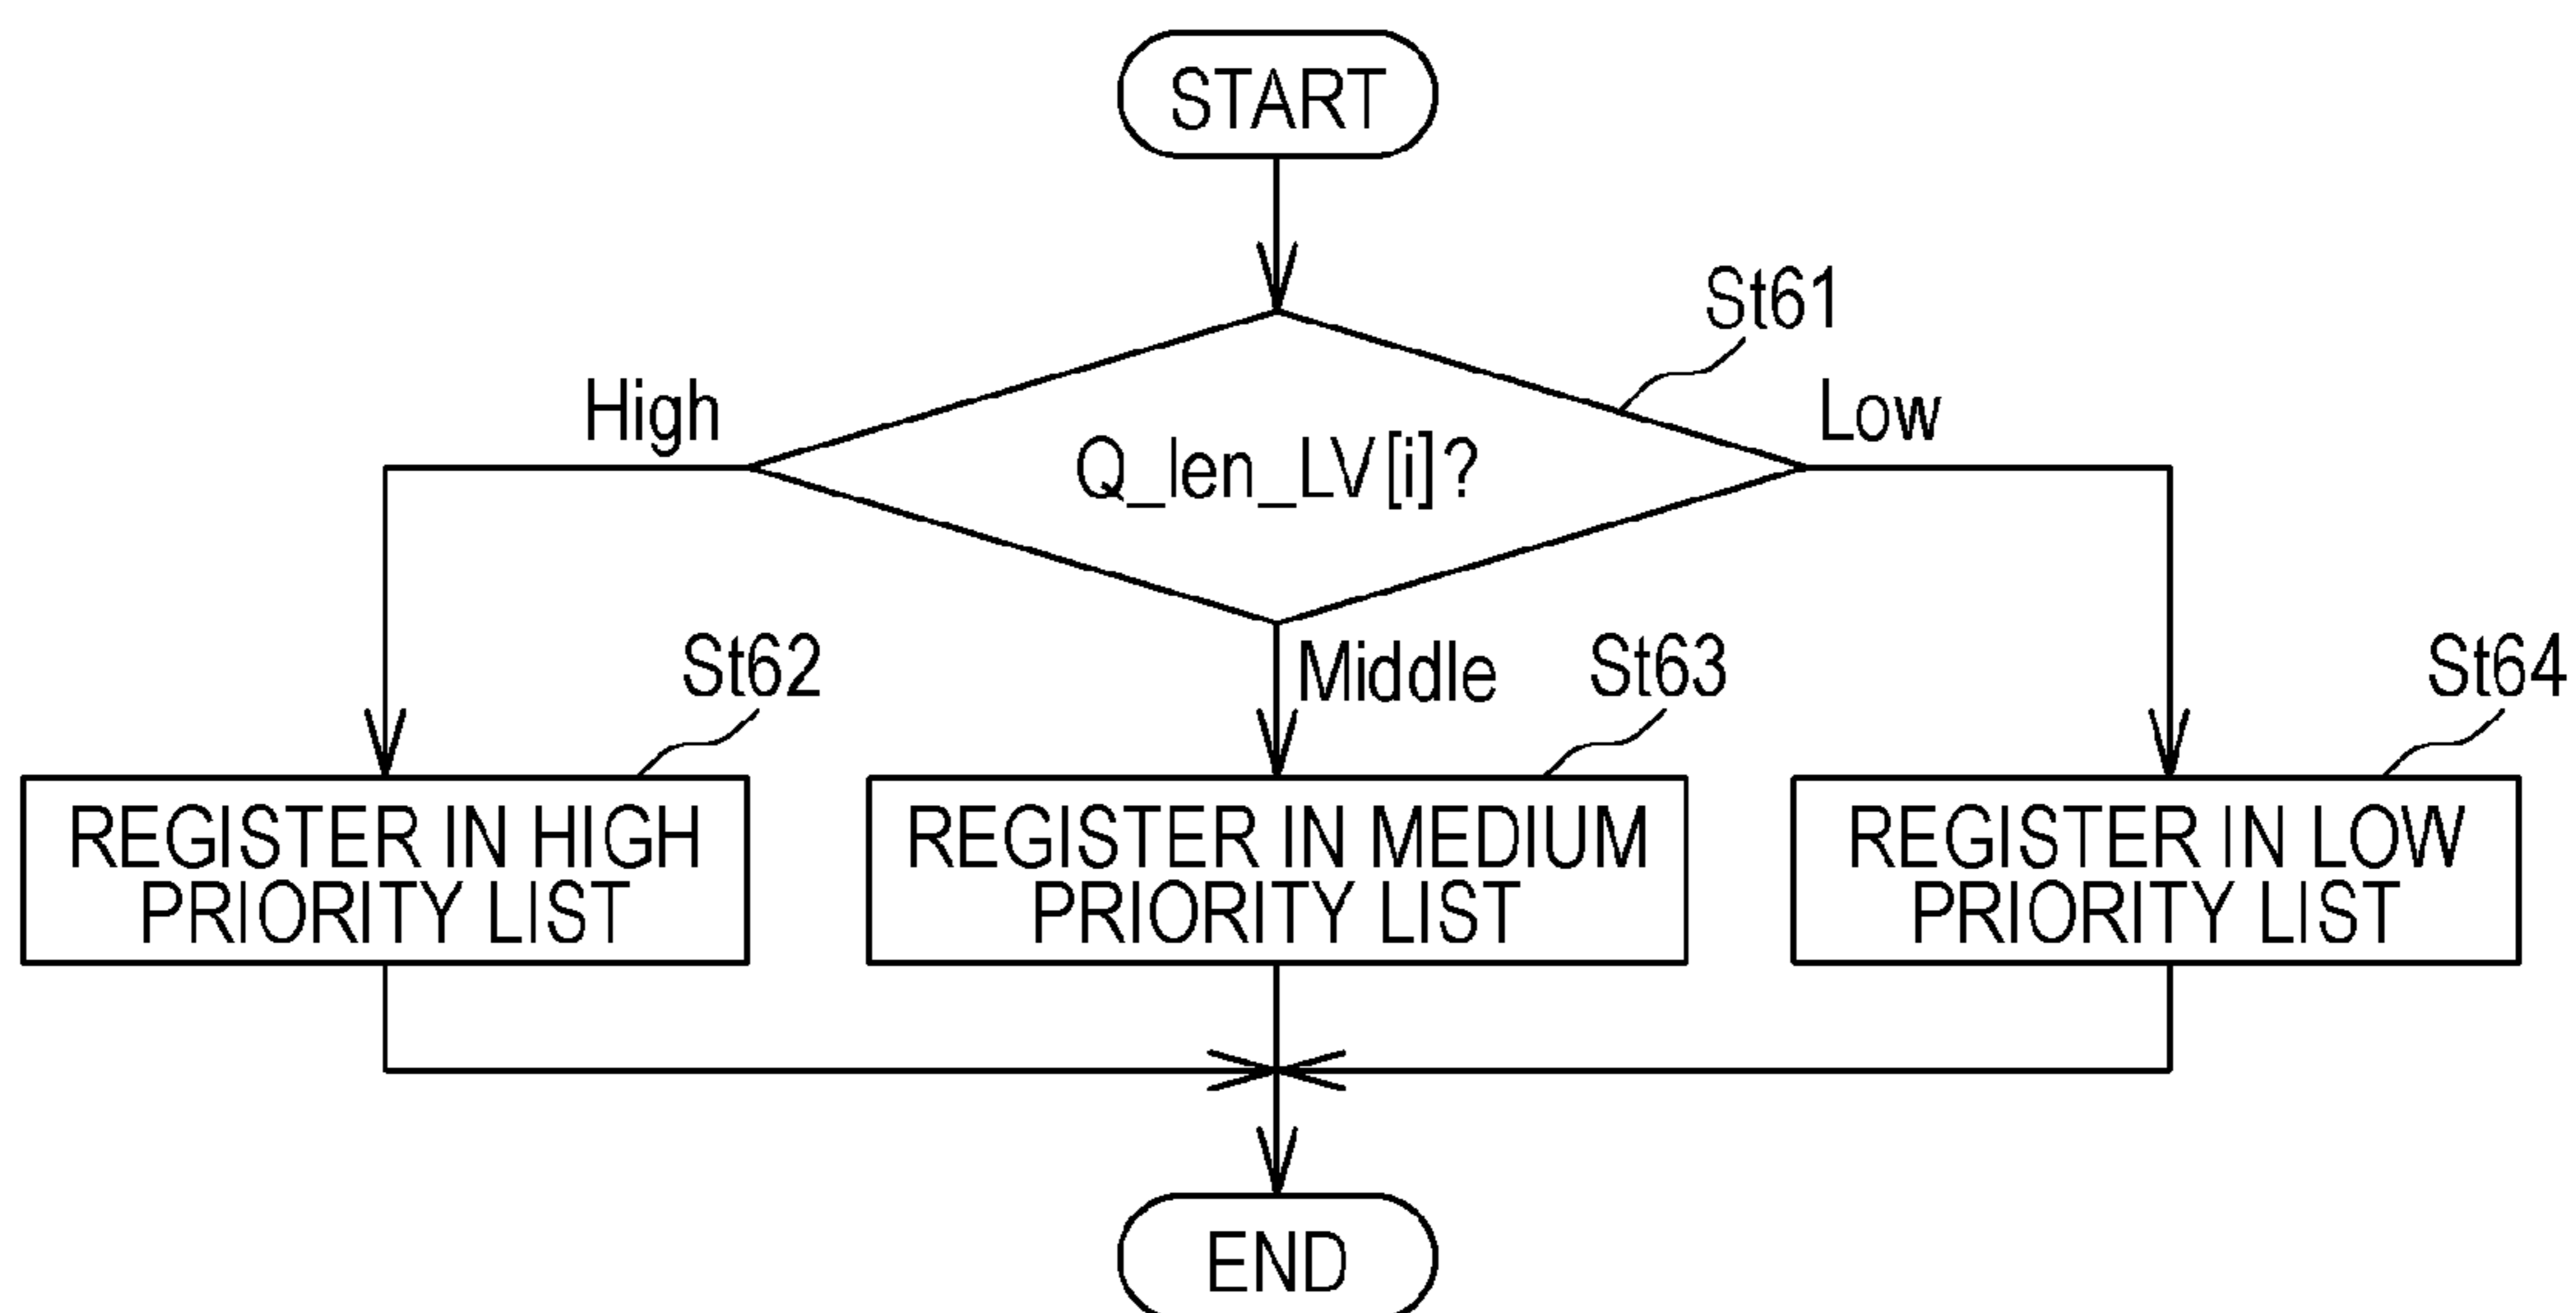 START
St61
High
Low
Q_len_LV[i]?
St62
Middle
St63
St64
REGISTER IN HIGH
PRIORITY LIST
REGISTER IN MEDIUM
PRIORITY LIST
REGISTER IN LOW
PRIORITY LIST
END